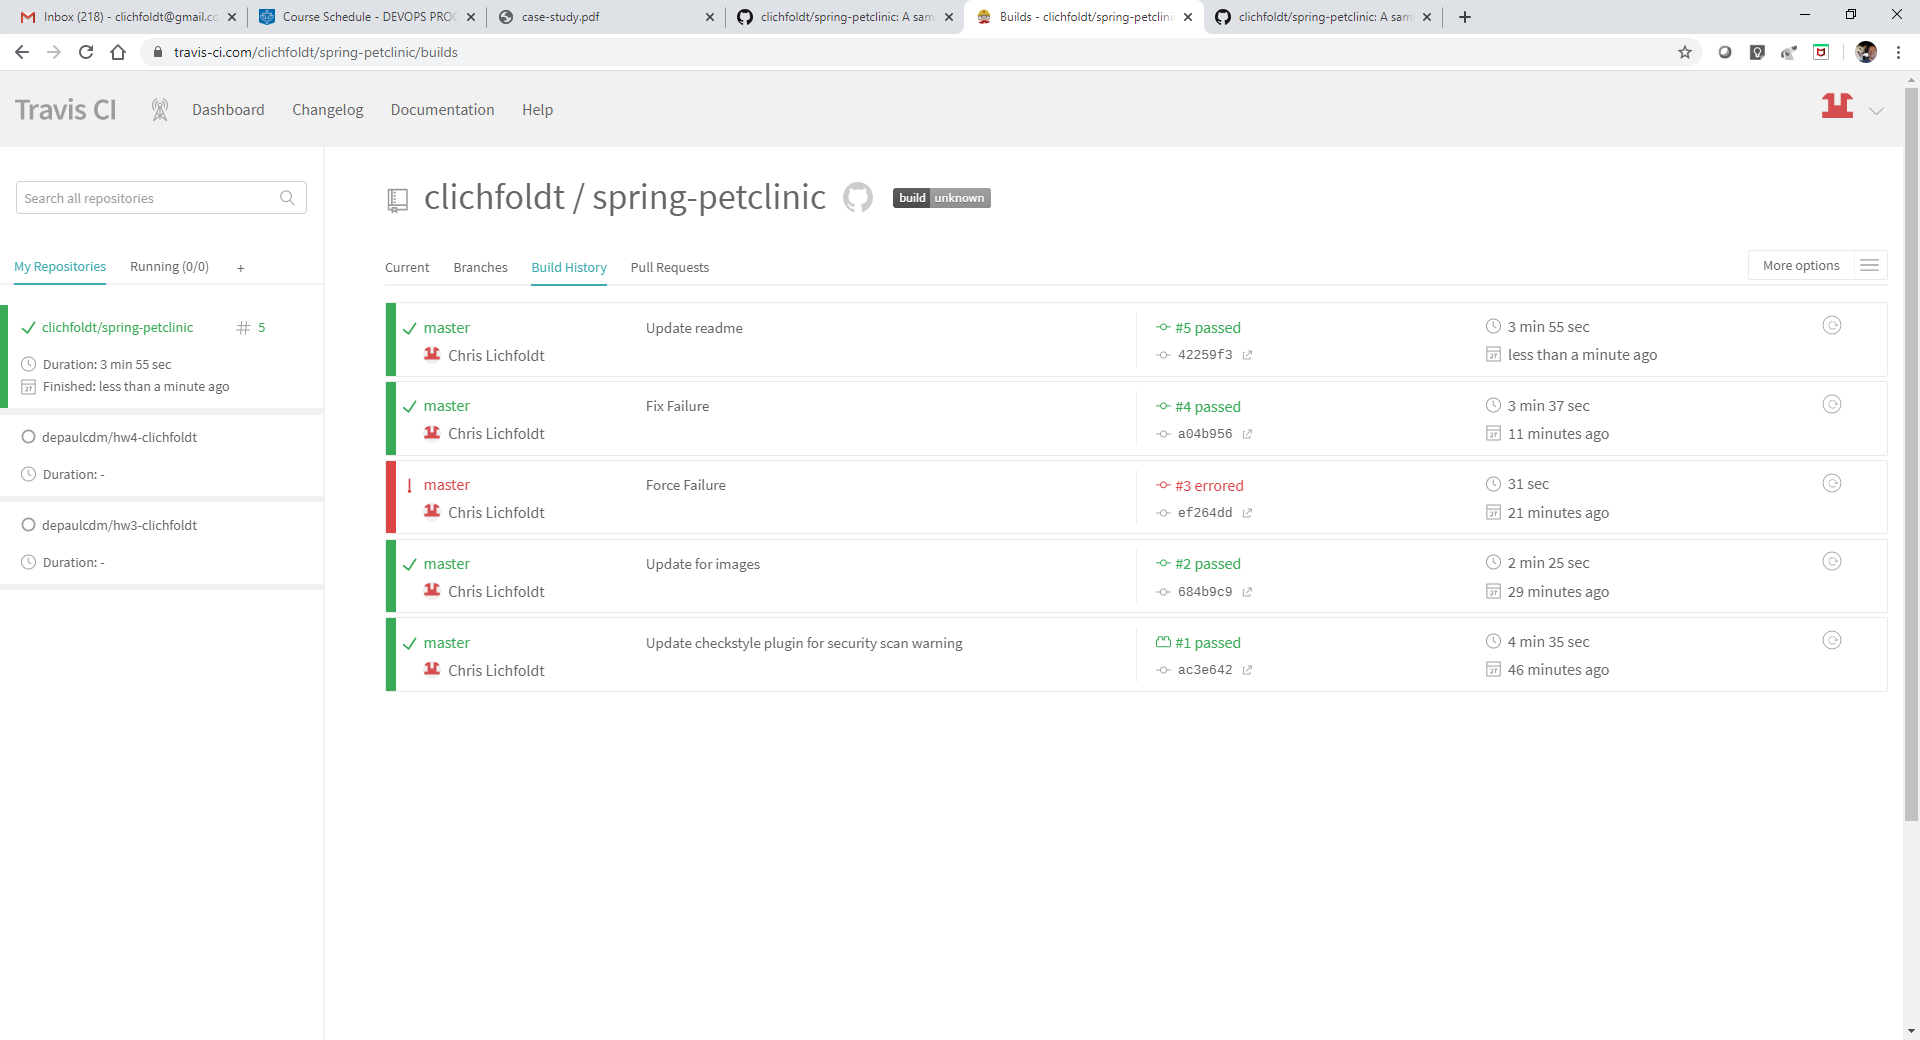 Inbox (218) - clichfoldt@gmail.co
Course Schedule - DEVOPS PROC
case-study.pdf
clichfoldt/spring-petclinic: A sam
Builds - clichfoldt/spring-petclini
clichfoldt/spring-petclinic: A sam
travis-ci.com/clichfoldt/spring-petclinic/builds
Travis CI
Dashboard
Changelog
Documentation
Help
Search all repositories
My Repositories
Running (0/0)
+
clichfoldt/spring-petclinic
# 5
Duration: 3 min 55 sec
Finished: less than a minute ago
depaulcdm/hw4-clichfoldt
Duration: -
depaulcdm/hw3-clichfoldt
Duration: -
clichfoldt / spring-petclinic
build unknown
Current
Branches
Build History
Pull Requests
More options
master
Update readme
#5 passed
3 min 55 sec
Chris Lichfoldt
42259f3
less than a minute ago
master
Fix Failure
#4 passed
3 min 37 sec
Chris Lichfoldt
a04b956
11 minutes ago
! master
Force Failure
#3 errored
31 sec
Chris Lichfoldt
ef264dd
21 minutes ago
master
Update for images
#2 passed
2 min 25 sec
Chris Lichfoldt
684b9c9
29 minutes ago
master
Update checkstyle plugin for security scan warning
#1 passed
4 min 35 sec
Chris Lichfoldt
ac3e642
46 minutes ago